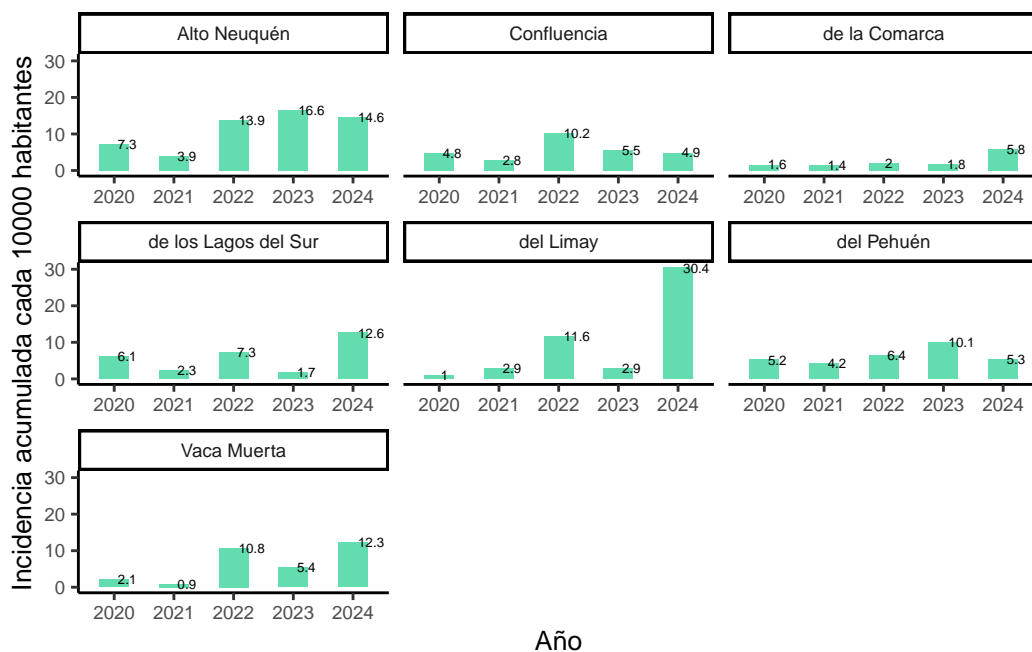 Incidencia acumulada cada 10000 habitantes
Alto Neuquén
30
20
10
0
7.3
3.9
13.9
16.6
14.6
2020 2021 2022 2023 2024
Confluencia
4.8
2.8
10.2
5.5
4.9
2020 2021 2022 2023 2024
de la Comarca
1.6
1.4
2
1.8
5.8
2020 2021 2022 2023 2024
de los Lagos del Sur
30
20
10
0
6.1
2.3
7.3
1.7
12.6
2020 2021 2022 2023 2024
del Limay
1
2.9
11.6
2.9
30.4
2020 2021 2022 2023 2024
del Pehuén
5.2
4.2
6.4
10.1
5.3
2020 2021 2022 2023 2024
Vaca Muerta
30
20
10
0
2.1
0.9
10.8
5.4
12.3
2020 2021 2022 2023 2024
Año